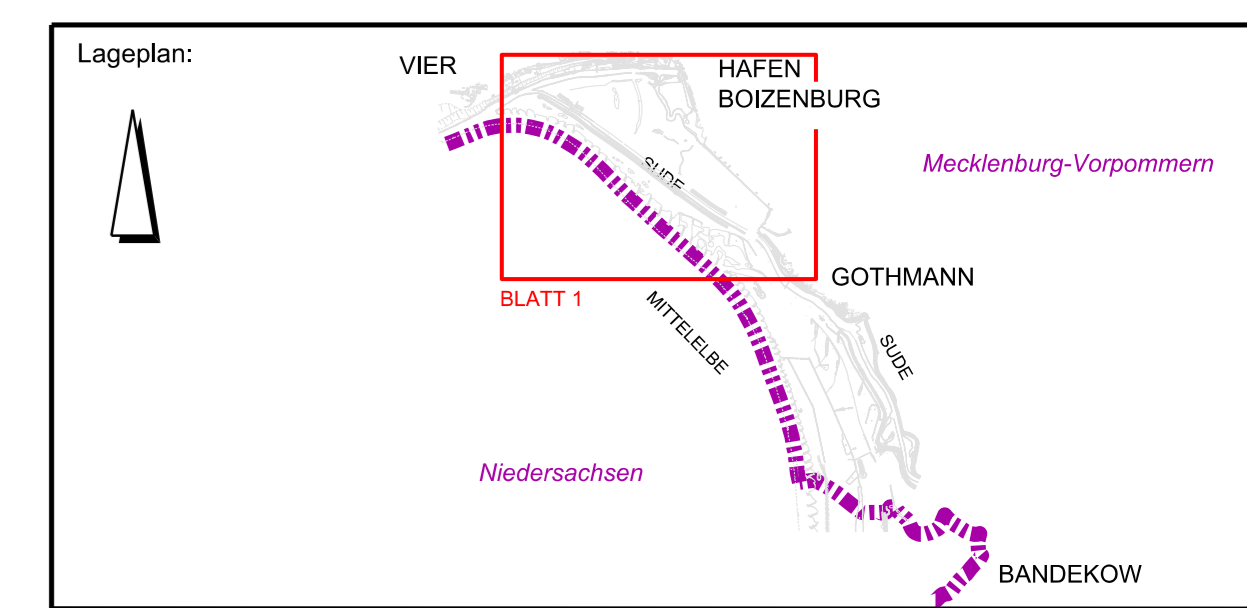 Lageplan:
VIER
HAFEN
BOIZENBURG
Mecklenburg-Vorpommern
SUDE
GOTHMANN
BLATT 1
MITTELELBE
SUDE
Niedersachsen
BANDEKOW